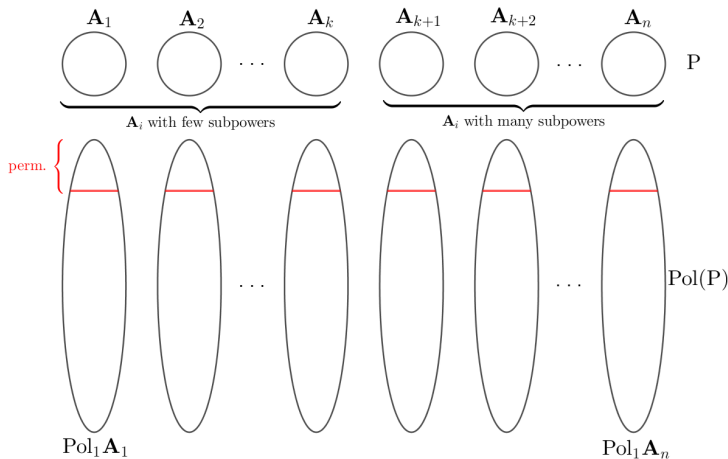 A₁ A₂ Aₖ Aₖ₊₁ Aₖ₊₂ Aₙ
... ... P
Aᵢ with few subpowers Aᵢ with many subpowers
perm.
... ... Pol(P)
Pol₁A₁ Pol₁Aₙ